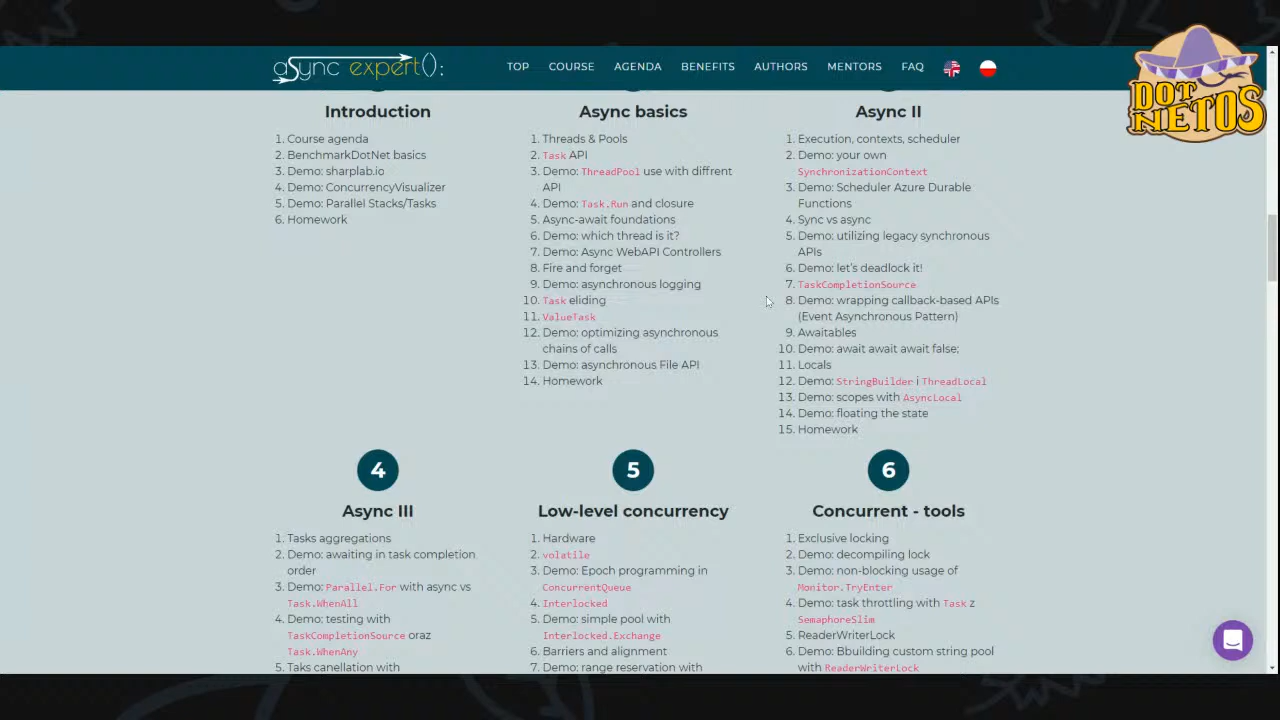 async expert():
TOP
COURSE
AGENDA
BENEFITS
AUTHORS
MENTORS
FAQ
DOT
NETOS
Introduction
1. Course agenda
2. BenchmarkDotNet basics
3. Demo: sharplab.io
4. Demo: ConcurrencyVisualizer
5. Demo: Parallel Stacks/Tasks
6. Homework
Async basics
1. Threads & Pools
2. Task API
3. Demo: ThreadPool use with diffrent
API
4. Demo: Task.Run and closure
5. Async-await foundations
6. Demo: which thread is it?
7. Demo: Async WebAPI Controllers
8. Fire and forget
9. Demo: asynchronous logging
10. Task eliding
11. ValueTask
12. Demo: optimizing asynchronous
chains of calls
13. Demo: asynchronous File API
14. Homework
Async II
1. Execution, contexts, scheduler
2. Demo: your own
SynchronizationContext
3. Demo: Scheduler Azure Durable
Functions
4. Sync vs async
5. Demo: utilizing legacy synchronous
APIs
6. Demo: let's deadlock it!
7. TaskCompletionSource
8. Demo: wrapping callback-based APIs
(Event Asynchronous Pattern)
9. Awaitables
10. Demo: await await await false;
11. Locals
12. Demo: StringBuilder i ThreadLocal
13. Demo: scopes with AsyncLocal
14. Demo: floating the state
15. Homework
4
Async III
1. Tasks aggregations
2. Demo: awaiting in task completion
order
3. Demo: Parallel.For with async vs
Task.WhenAll
4. Demo: testing with
TaskCompletionSource oraz
Task.WhenAny
5. Taks canellation with
5
Low-level concurrency
1. Hardware
2. volatile
3. Demo: Epoch programming in
ConcurrentQueue
4. Interlocked
5. Demo: simple pool with
Interlocked.Exchange
6. Barriers and alignment
7. Demo: range reservation with
6
Concurrent - tools
1. Exclusive locking
2. Demo: decompiling lock
3. Demo: non-blocking usage of
Monitor.TryEnter
4. Demo: task throttling with Task z
SemaphoreSlim
5. ReaderWriterLock
6. Demo: Bbuilding custom string pool
with ReaderWriterLock